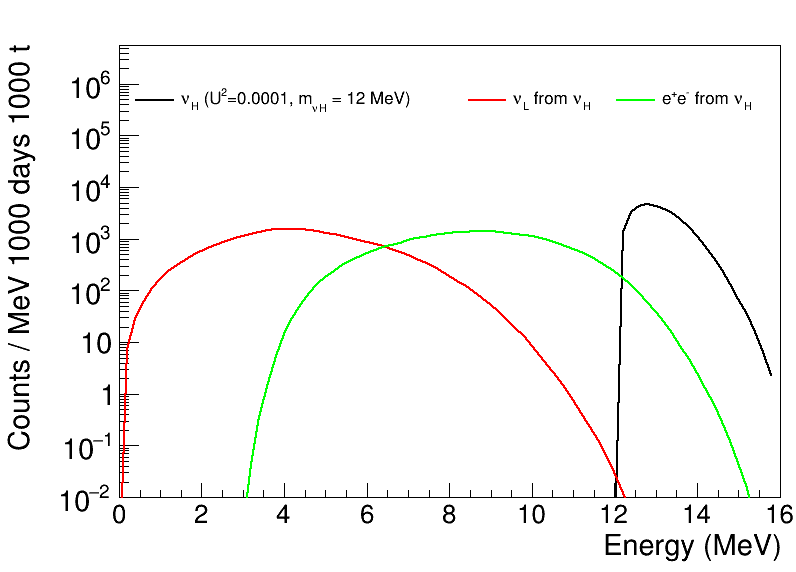 Counts / MeV 1000 days 1000 t
10⁶
10⁵
10⁴
10³
10²
10
1
10⁻¹
10⁻²
ν_H (U²=0.0001, m_νH = 12 MeV) ν_L from ν_H e⁺e⁻ from ν_H
0 2 4 6 8 10 12 14 16
Energy (MeV)